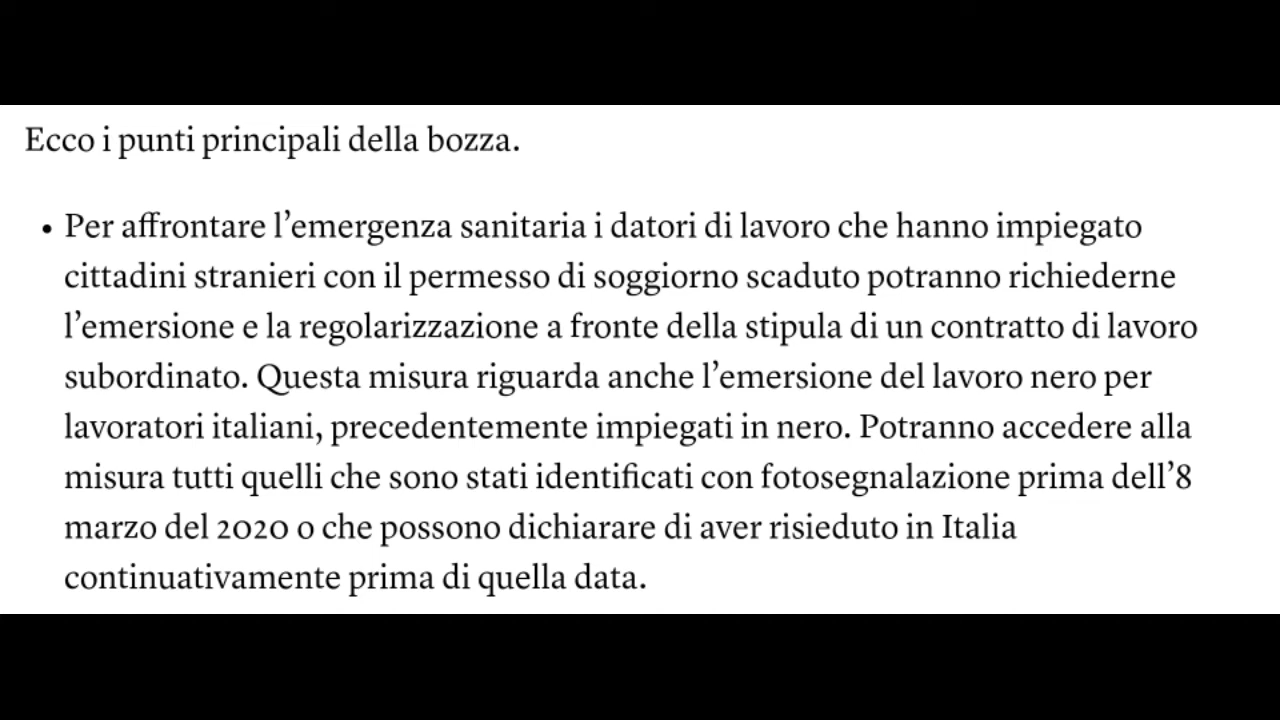 Ecco i punti principali della bozza.
• Per affrontare l’emergenza sanitaria i datori di lavoro che hanno impiegato
cittadini stranieri con il permesso di soggiorno scaduto potranno richiederne
l’emersione e la regolarizzazione a fronte della stipula di un contratto di lavoro
subordinato. Questa misura riguarda anche l’emersione del lavoro nero per
lavoratori italiani, precedentemente impiegati in nero. Potranno accedere alla
misura tutti quelli che sono stati identificati con fotosegnalazione prima dell’8
marzo del 2020 o che possono dichiarare di aver risieduto in Italia
continuativamente prima di quella data.